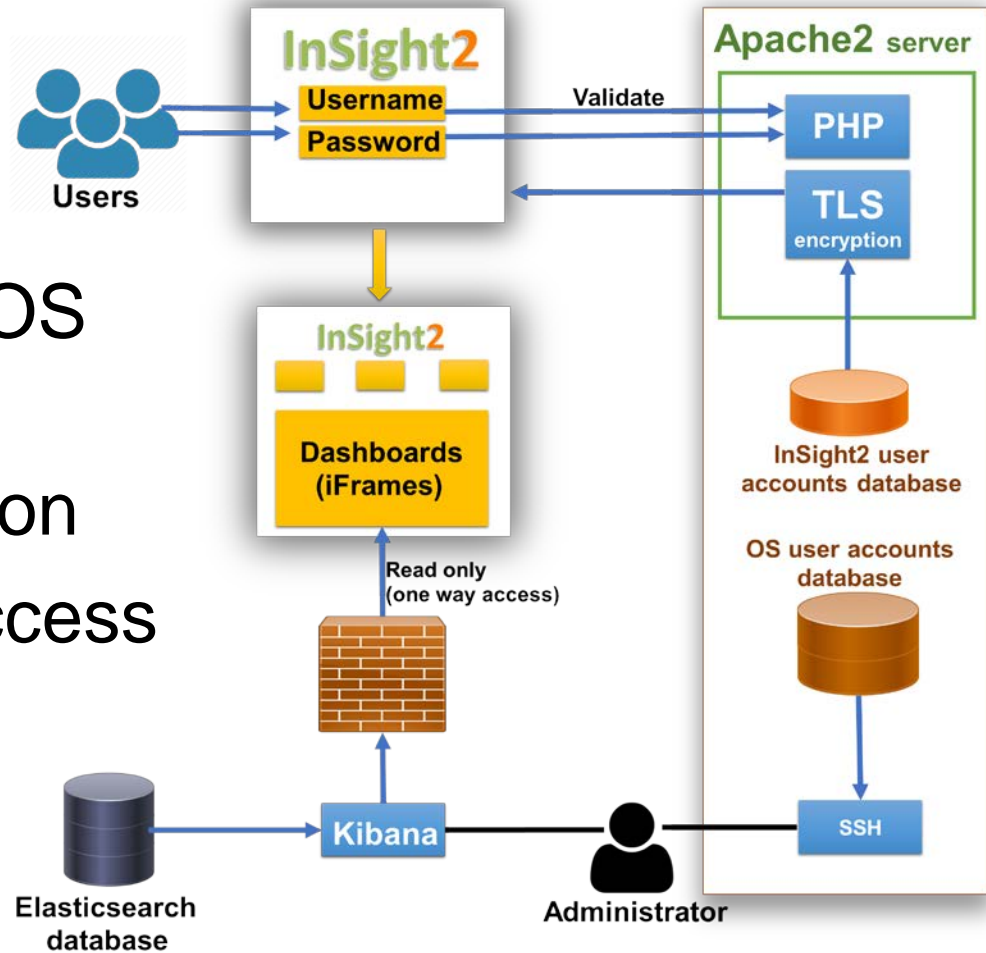 InSight2
Username
Password
Users
Validate
Apache2 server
PHP
TLS
encryption
OS
on
ccess
InSight2
Dashboards
(iFrames)
Read only
(one way access)
InSight2 user
accounts database
OS user accounts
database
SSH
Kibana
Administrator
Elasticsearch
database